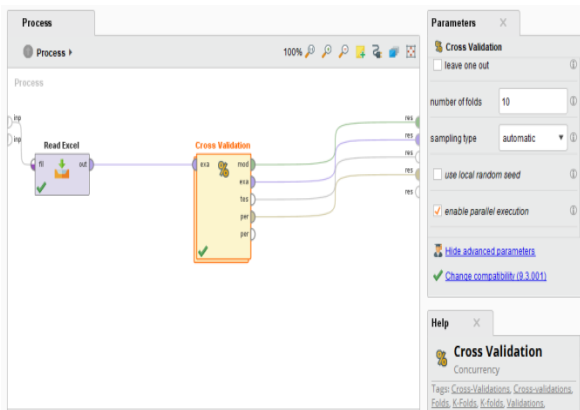 Process
Process
100%
Process
inp
inp
Read Excel
fil
out
Cross Validation
exa
mod
exa
tes
per
per
res
res
res
res
res
Parameters
Cross Validation
leave one out
number of folds
10
sampling type
automatic
use local random seed
enable parallel execution
Hide advanced parameters
Change compatibility (9.3.001)
Help
Cross Validation
Concurrency
Tags: Cross-Validations, Cross-validations,
Folds, K-Folds, K-folds, Validations,